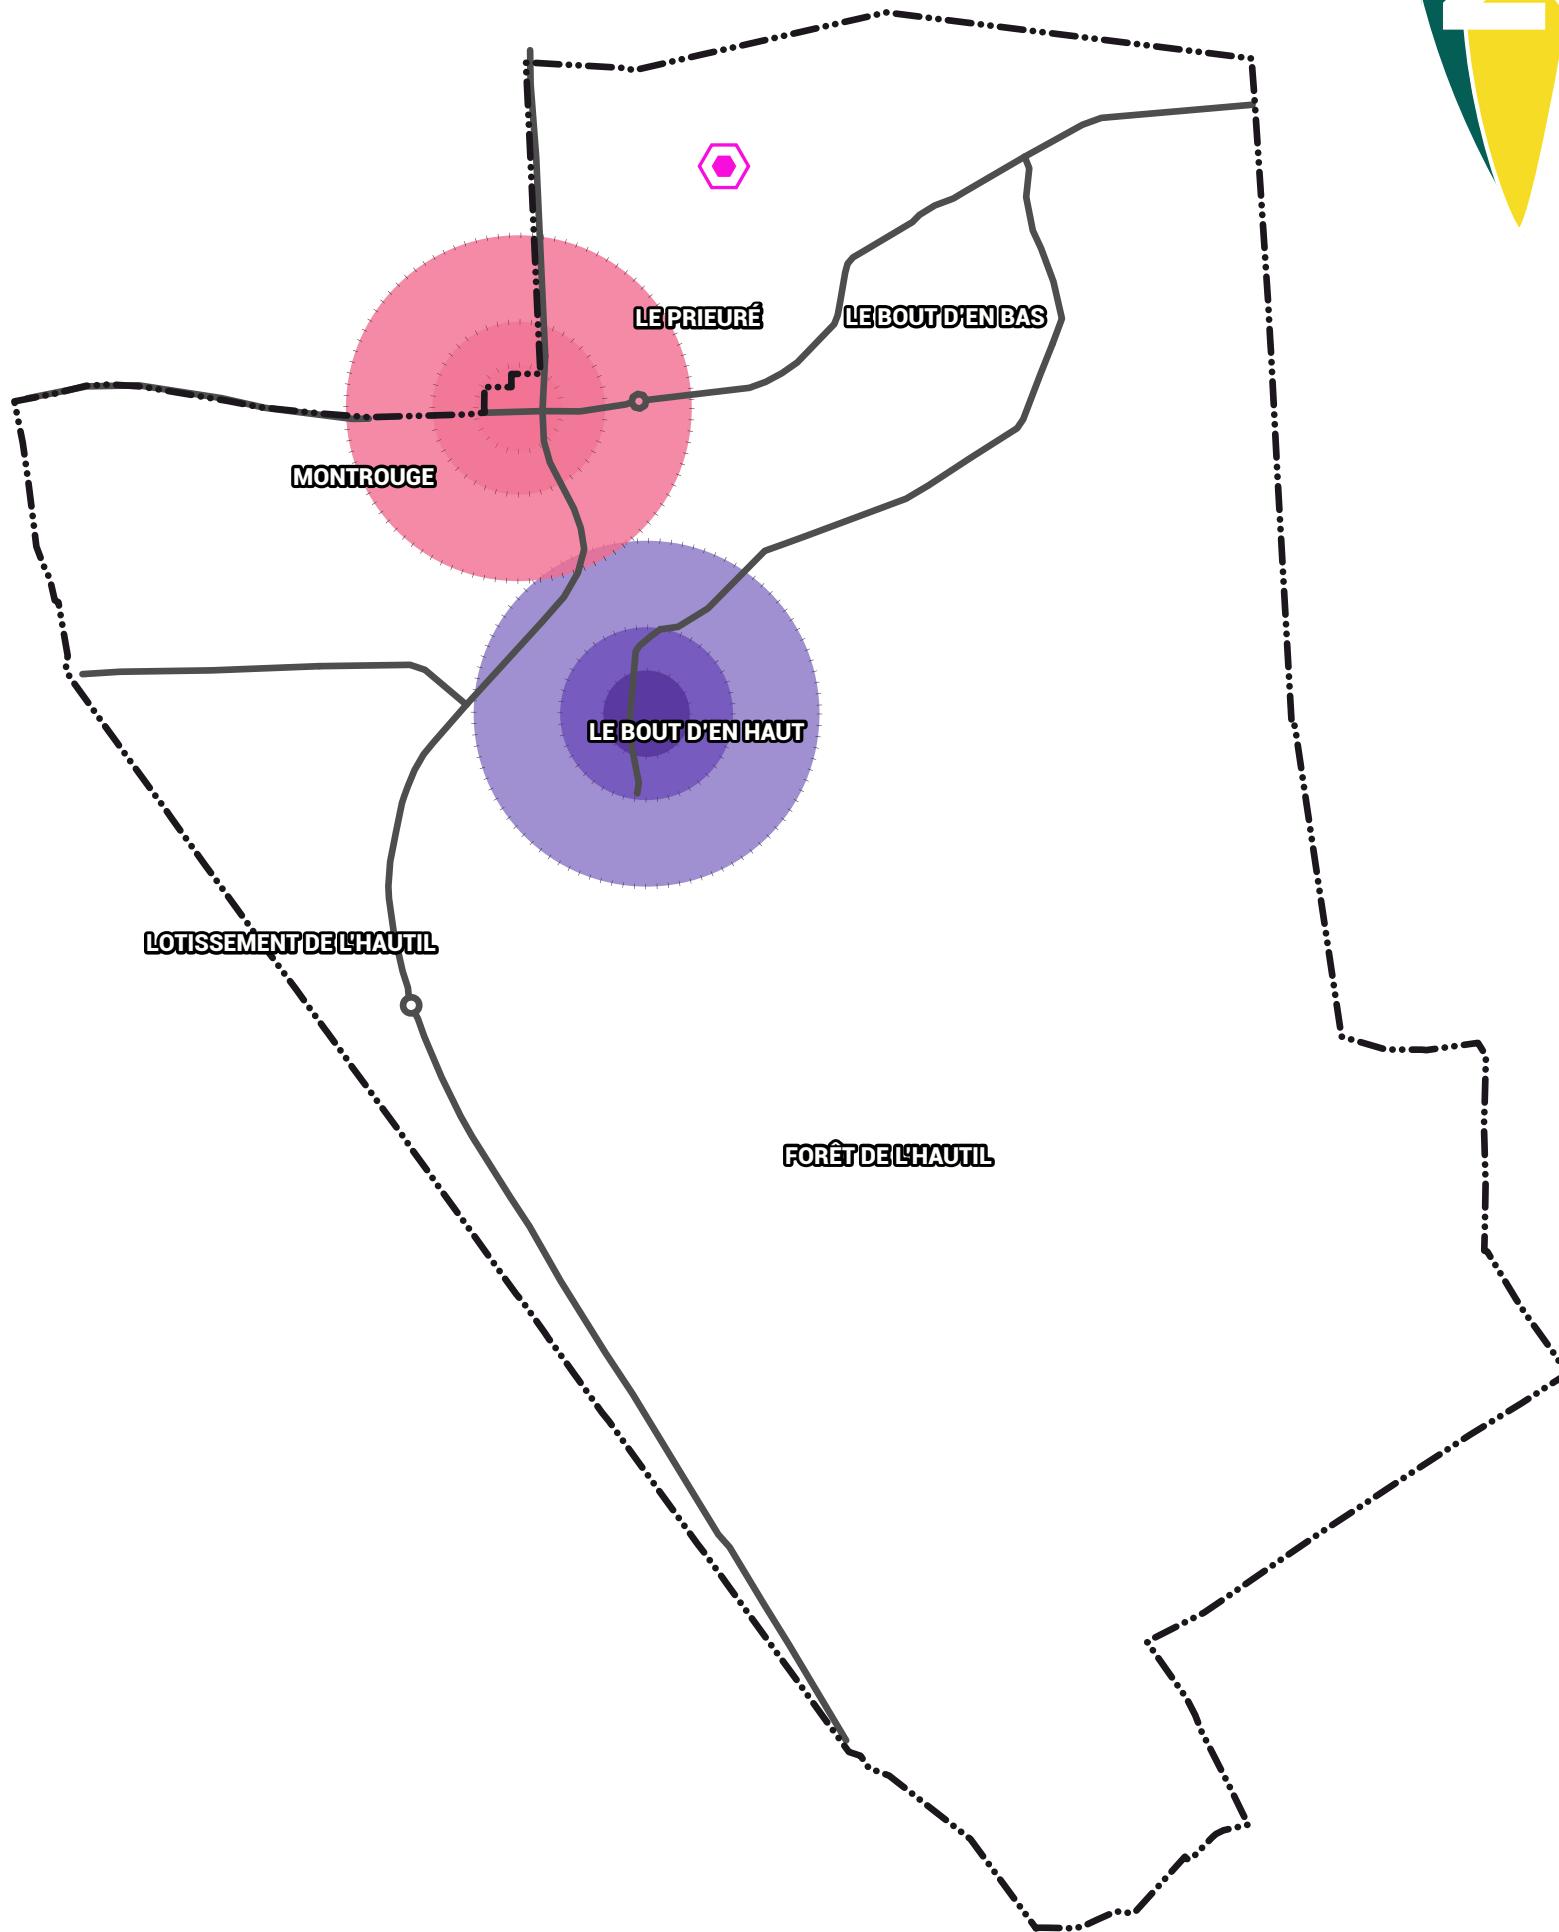 LE PRIEURÉ
LE BOUT D'EN BAS
MONTROUGE
LE BOUT D'EN HAUT
LOTISSEMENT DE L'HAUTIL
FORÊT DE L'HAUTIL